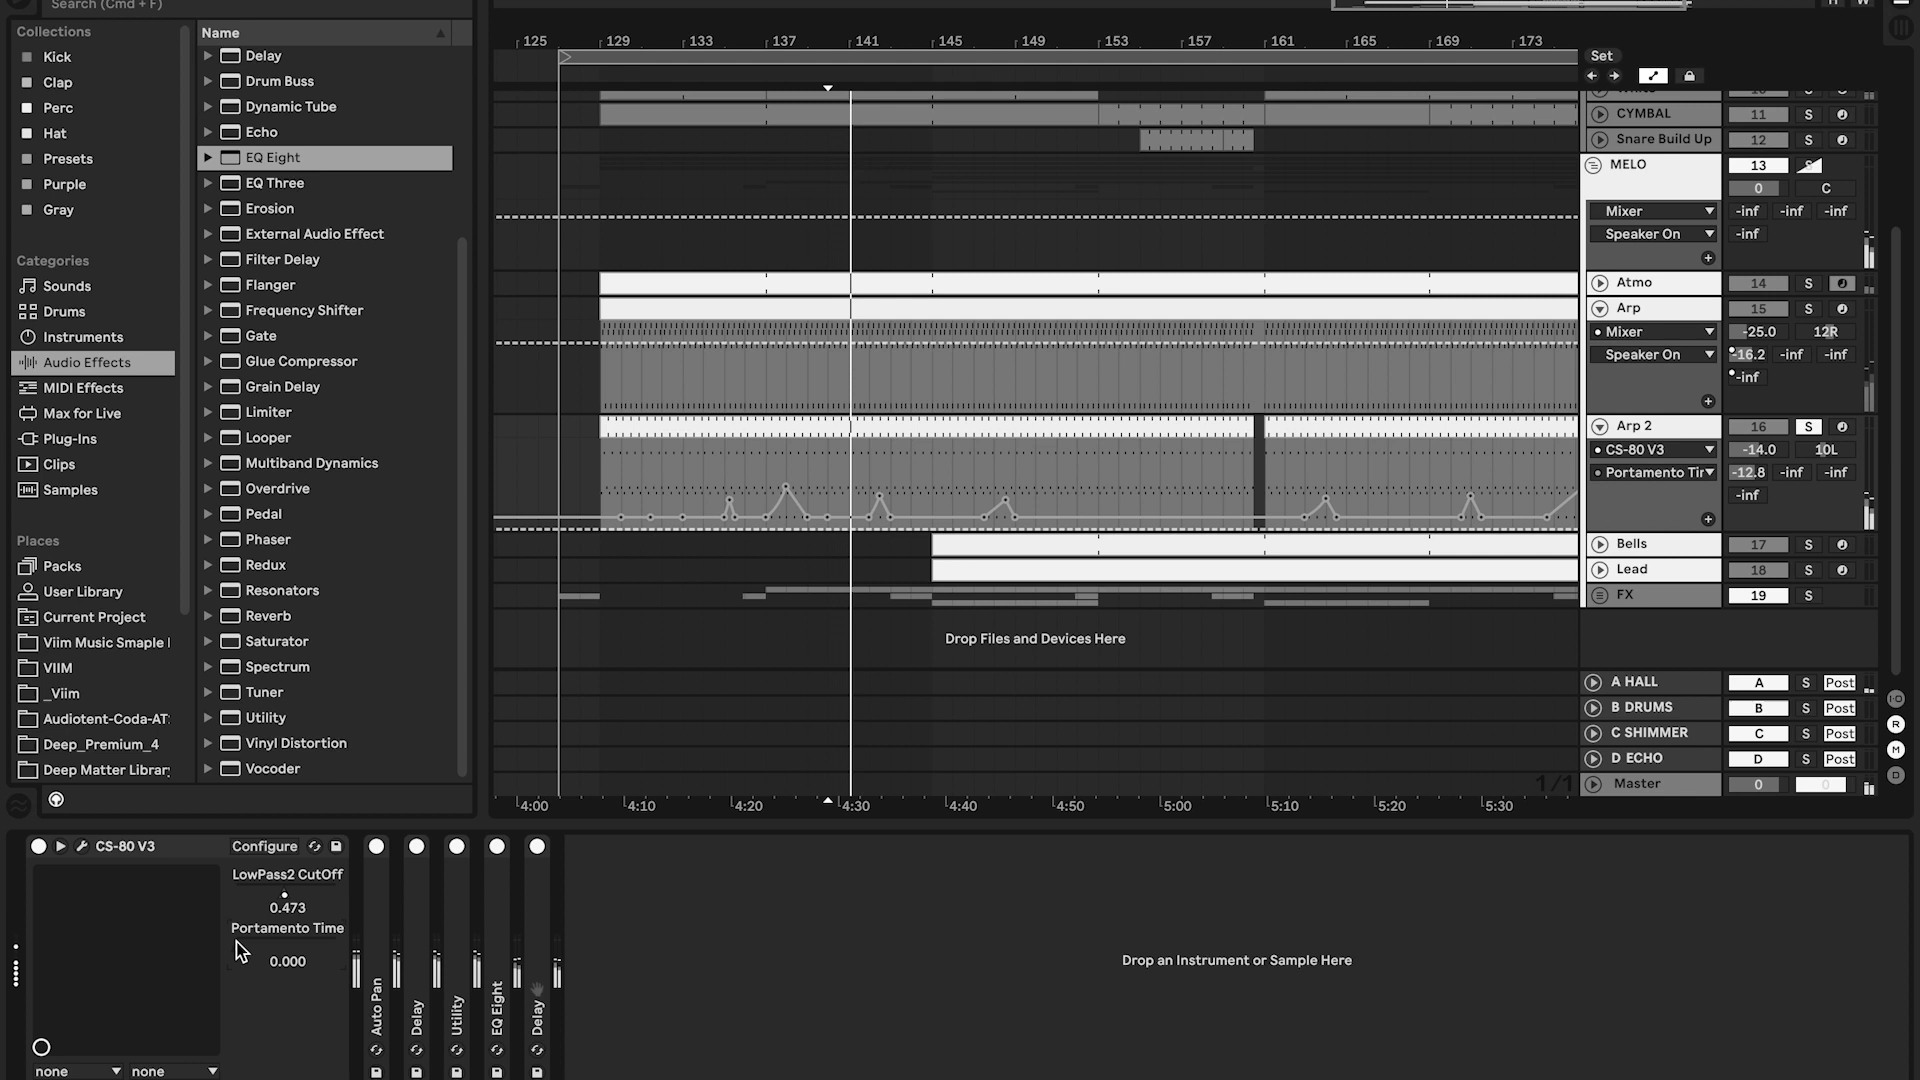 Search (Cmd + F)
Collections
Kick
Clap
Perc
Hat
Presets
Purple
Gray
Categories
Sounds
Drums
Instruments
Audio Effects
MIDI Effects
Max for Live
Plug-Ins
Clips
Samples
Places
Packs
User Library
Current Project
Viim Music Smaple
VIIM
_Viim
Audiotent-Coda-AT
Deep_Premium_4
Deep Matter Library
Name
Delay
Drum Buss
Dynamic Tube
Echo
EQ Eight
EQ Three
Erosion
External Audio Effect
Filter Delay
Flanger
Frequency Shifter
Gate
Glue Compressor
Grain Delay
Limiter
Looper
Multiband Dynamics
Overdrive
Pedal
Phaser
Redux
Resonators
Reverb
Saturator
Spectrum
Tuner
Utility
Vinyl Distortion
Vocoder
125 129 133 137 141 145 149 153 157 161 165 169 173
H W
Set
CYMBAL 11 S
Snare Build Up 12 S
MELO 13 S
0 C
Mixer -inf -inf -inf
Speaker On -inf
Atmo 14 S
Arp 15 S
Mixer -25.0 12R
Speaker On -16.2 -inf -inf
-inf
Arp 2 16 S
CS-80 V3 -14.0 10L
Portamento Tir -12.8 -inf -inf
-inf
Bells 17 S
Lead 18 S
FX 19 S
Drop Files and Devices Here
A HALL A S Post
B DRUMS B S Post
C SHIMMER C S Post
D ECHO D S Post
1/1
Master 0 0
I-O
R
M
D
4:00 4:10 4:20 4:30 4:40 4:50 5:00 5:10 5:20 5:30
CS-80 V3
Configure
LowPass2 CutOff
0.473
Portamento Time
0.000
none none
Auto Pan
Delay
Utility
EQ Eight
Delay
Drop an Instrument or Sample Here